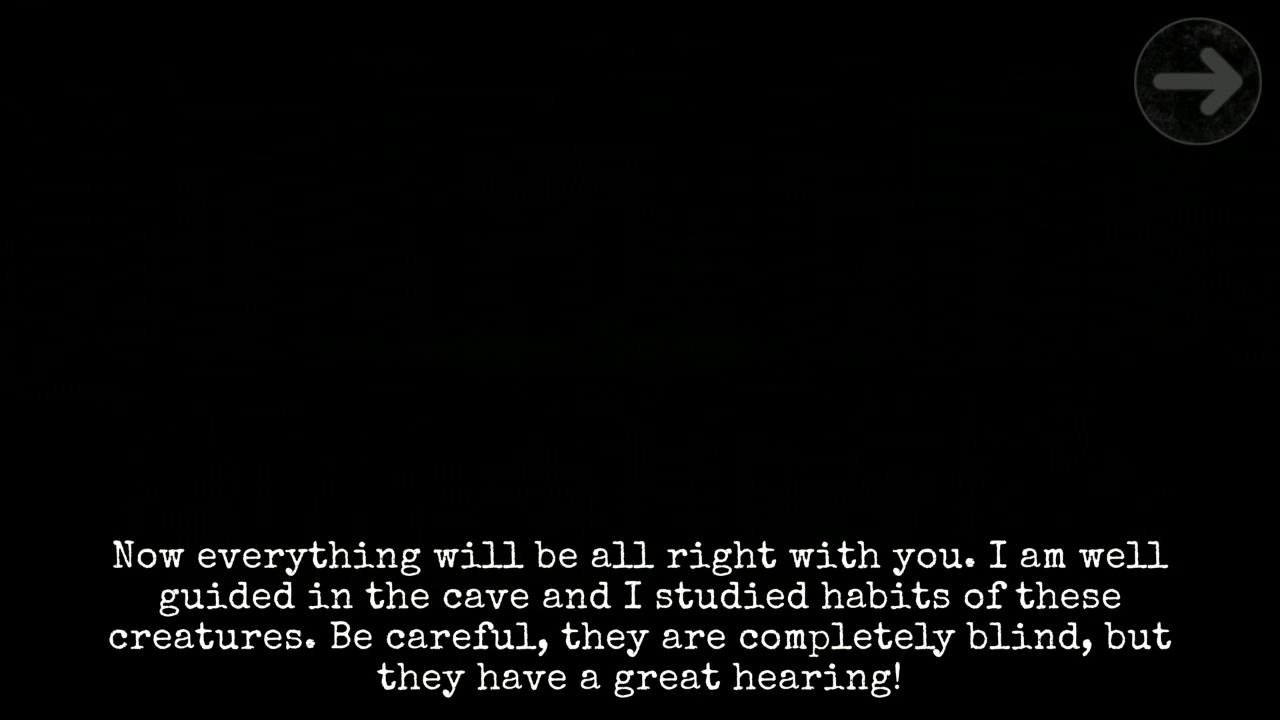 Now everything will be all right with you. I am well
guided in the cave and I studied habits of these
creatures. Be careful, they are completely blind, but
they have a great hearing!